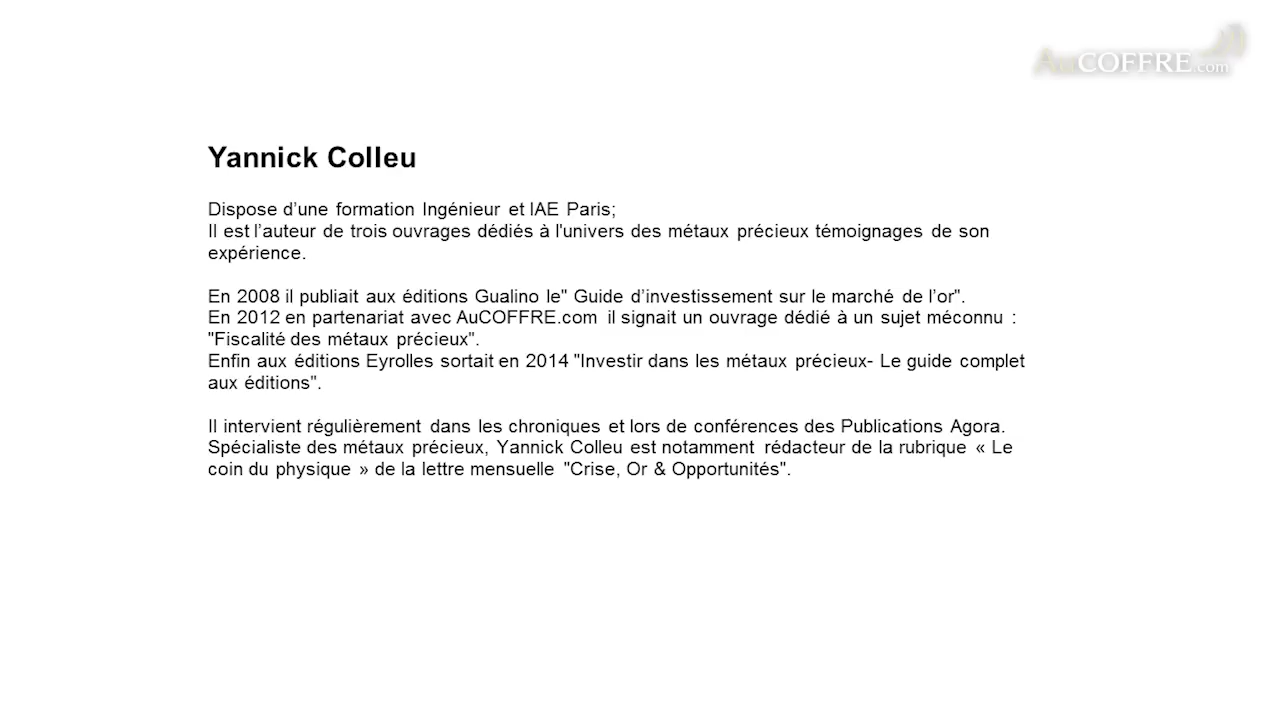 AuCOFFRE.com
Yannick Colleu
Dispose d’une formation Ingénieur et IAE Paris;
Il est l’auteur de trois ouvrages dédiés à l'univers des métaux précieux témoignages de son
expérience.
En 2008 il publiait aux éditions Gualino le" Guide d’investissement sur le marché de l’or".
En 2012 en partenariat avec AuCOFFRE.com il signait un ouvrage dédié à un sujet méconnu :
"Fiscalité des métaux précieux".
Enfin aux éditions Eyrolles sortait en 2014 "Investir dans les métaux précieux- Le guide complet
aux éditions".
Il intervient régulièrement dans les chroniques et lors de conférences des Publications Agora.
Spécialiste des métaux précieux, Yannick Colleu est notamment rédacteur de la rubrique « Le
coin du physique » de la lettre mensuelle "Crise, Or & Opportunités".